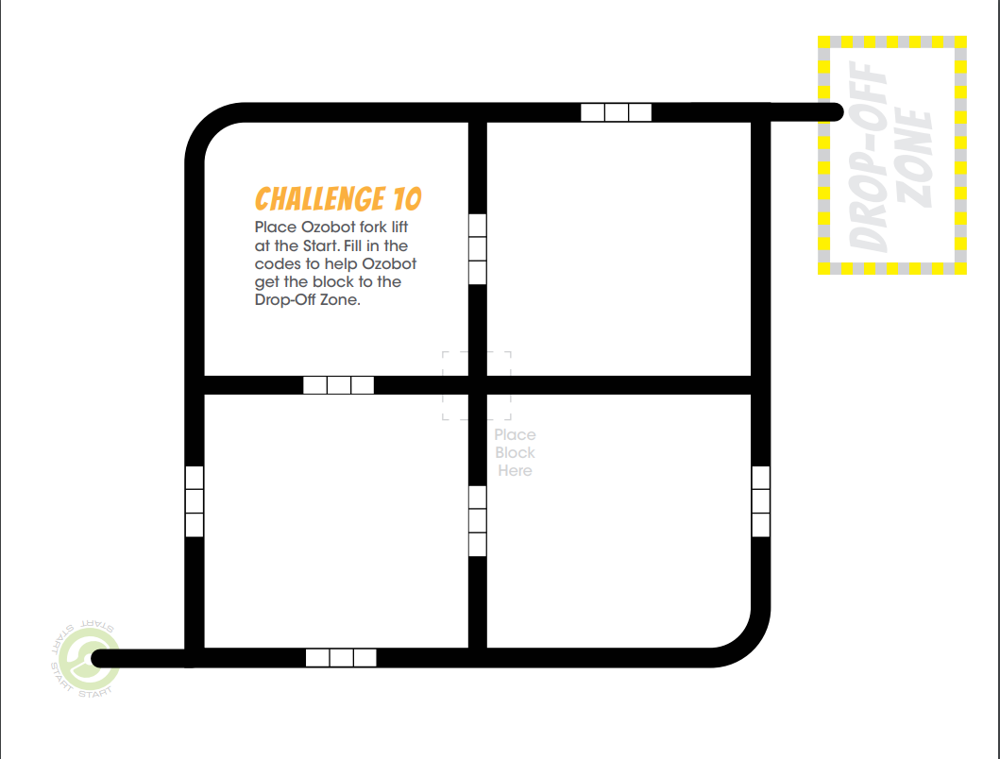 DROP-OFF
ZONE
CHALLENGE 10
Place Ozobot fork lift
at the Start. Fill in the
codes to help Ozobot
get the block to the
Drop-Off Zone.
Place
Block
Here
START START START START